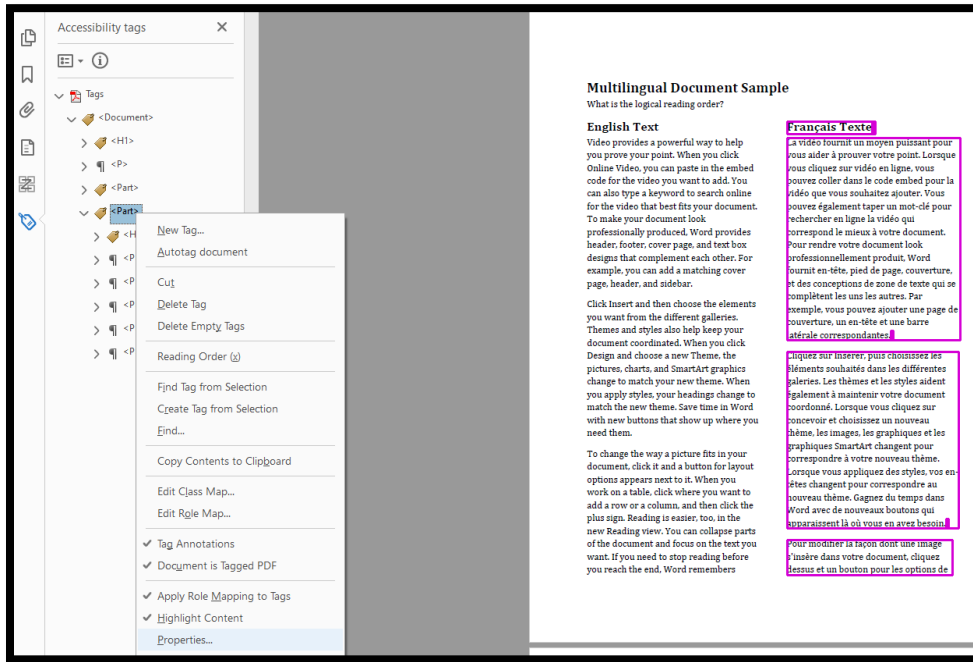 Accessibility tags
Tags
<Document>
<H1>
<P>
<Part>
<Part>
<H
<P
<P
<P
<P
<P
New Tag...
Autotag document
Cut
Delete Tag
Delete Empty Tags
Reading Order (x)
Find Tag from Selection
Create Tag from Selection
Find...
Copy Contents to Clipboard
Edit Class Map...
Edit Role Map...
Tag Annotations
Document is Tagged PDF
Apply Role Mapping to Tags
Highlight Content
Properties...
Multilingual Document Sample
What is the logical reading order?
English Text
Video provides a powerful way to help
you prove your point. When you click
Online Video, you can paste in the embed
code for the video you want to add. You
can also type a keyword to search online
for the video that best fits your document.
To make your document look
professionally produced, Word provides
header, footer, cover page, and text box
designs that complement each other. For
example, you can add a matching cover
page, header, and sidebar.
Click Insert and then choose the elements
you want from the different galleries.
Themes and styles also help keep your
document coordinated. When you click
Design and choose a new Theme, the
pictures, charts, and SmartArt graphics
change to match your new theme. When
you apply styles, your headings change to
match the new theme. Save time in Word
with new buttons that show up where you
need them.
To change the way a picture fits in your
document, click it and a button for layout
options appears next to it. When you
work on a table, click where you want to
add a row or a column, and then click the
plus sign. Reading is easier, too, in the
new Reading view. You can collapse parts
of the document and focus on the text you
want. If you need to stop reading before
you reach the end, Word remembers
Français Texte
La vidéo fournit un moyen puissant pour
vous aider à prouver votre point. Lorsque
vous cliquez sur vidéo en ligne, vous
pouvez coller dans le code embed pour la
vidéo que vous souhaitez ajouter. Vous
pouvez également taper un mot-clé pour
rechercher en ligne la vidéo qui
correspond le mieux à votre document.
Pour rendre votre document look
professionnellement produit, Word
fournit en-tête, pied de page, couverture,
et des conceptions de zone de texte qui se
complètent les uns les autres. Par
exemple, vous pouvez ajouter une page de
couverture, un en-tête et une barre
latérale correspondantes.
Cliquez sur Insérer, puis choisissez les
éléments souhaités dans les différentes
galeries. Les thèmes et les styles aident
également à maintenir votre document
coordonné. Lorsque vous cliquez sur
concevoir et choisissez un nouveau
thème, les images, les graphiques et les
graphiques SmartArt changent pour
correspondre à votre nouveau thème.
Lorsque vous appliquez des styles, vos en-
têtes changent pour correspondre au
nouveau thème. Gagnez du temps dans
Word avec de nouveaux boutons qui
apparaissent là où vous en avez besoin.
Pour modifier la façon dont une image
s'insère dans votre document, cliquez
dessus et un bouton pour les options de